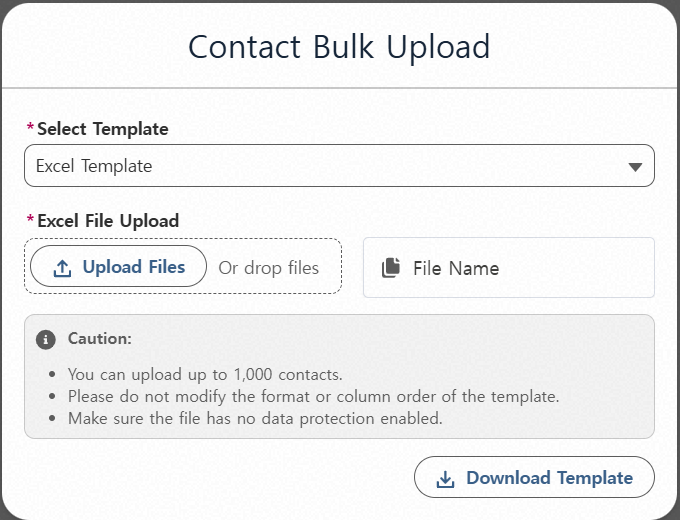 Contact Bulk Upload
*Select Template
Excel Template
*Excel File Upload
Upload Files
Or drop files
File Name
Caution:
• You can upload up to 1,000 contacts.
• Please do not modify the format or column order of the template.
• Make sure the file has no data protection enabled.
Download Template